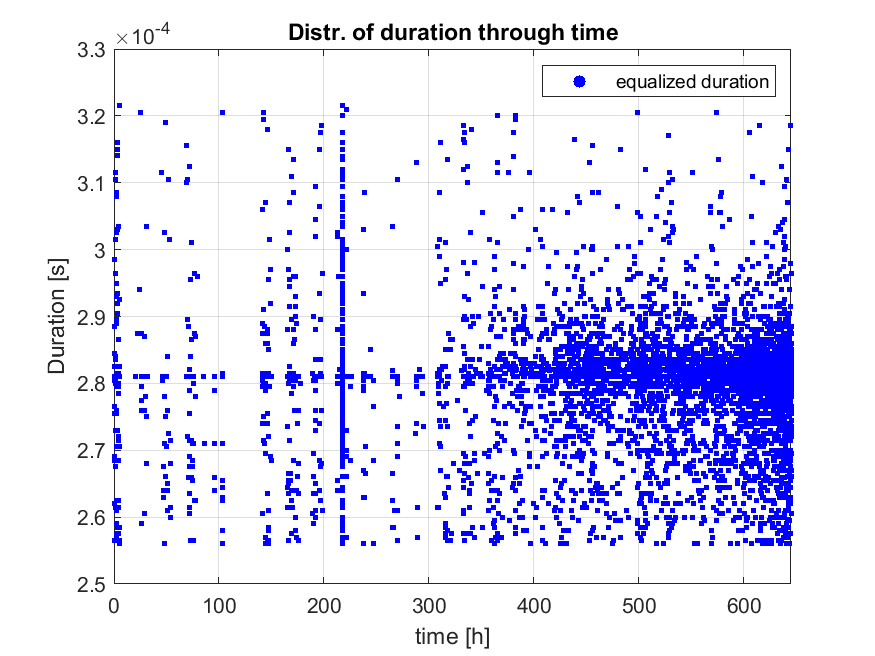 Distr. of duration through time
×10-4
equalized duration
3.3
3.2
3.1
3
2.9
2.8
2.7
2.6
2.5
Duration [s]
0 100 200 300 400 500 600
time [h]